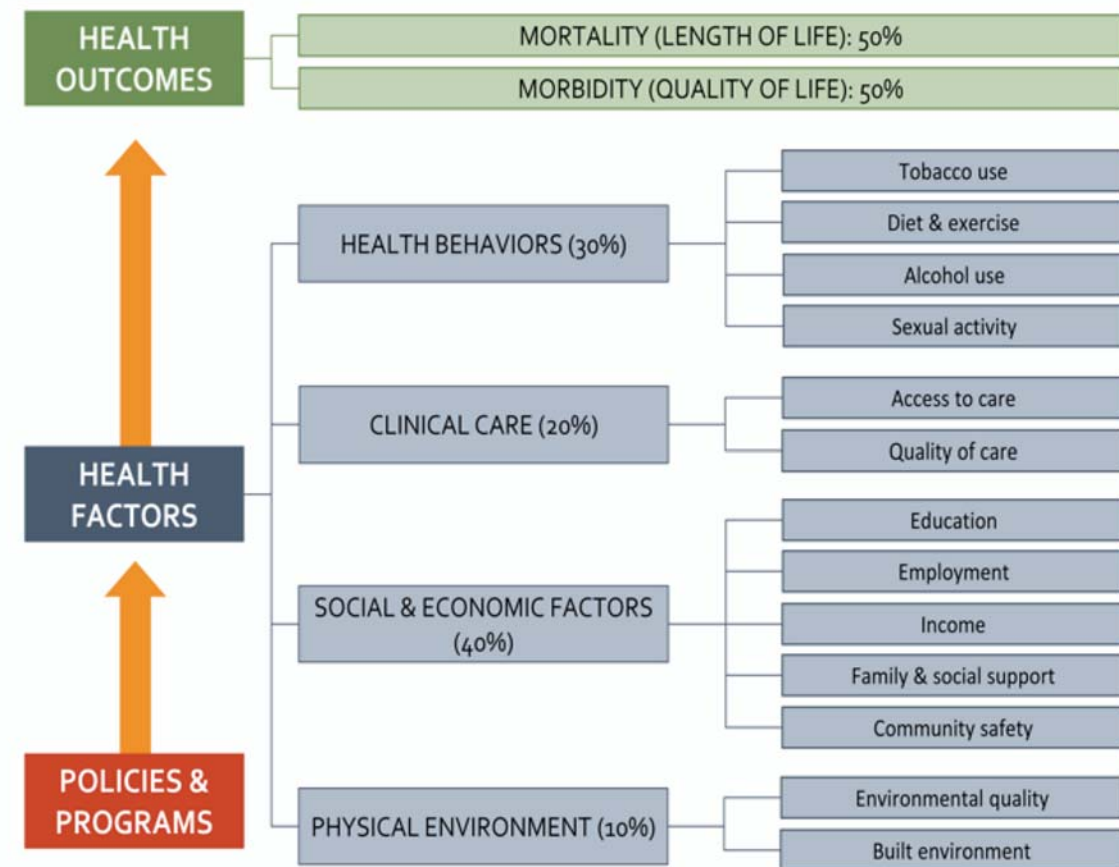 HEALTH
OUTCOMES
MORTALITY (LENGTH OF LIFE): 50%
MORBIDITY (QUALITY OF LIFE): 50%
HEALTH
FACTORS
HEALTH BEHAVIORS (30%)
Tobacco use
Diet & exercise
Alcohol use
Sexual activity
CLINICAL CARE (20%)
Access to care
Quality of care
SOCIAL & ECONOMIC FACTORS
(40%)
Education
Employment
Income
Family & social support
Community safety
POLICIES &
PROGRAMS
PHYSICAL ENVIRONMENT (10%)
Environmental quality
Built environment